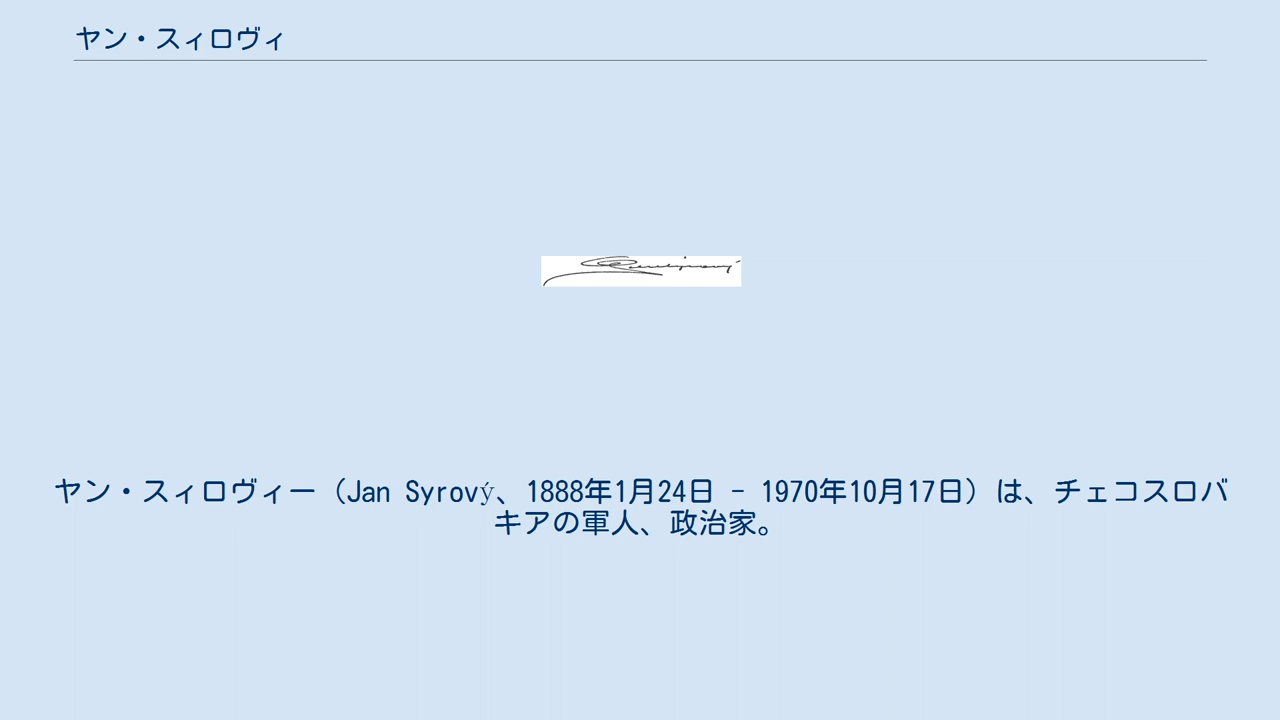 ヤン・スィロヴィ
ヤン・スィロヴィー（Jan Syrový、1888年1月24日 - 1970年10月17日）は、チェコスロバ
キアの軍人、政治家。